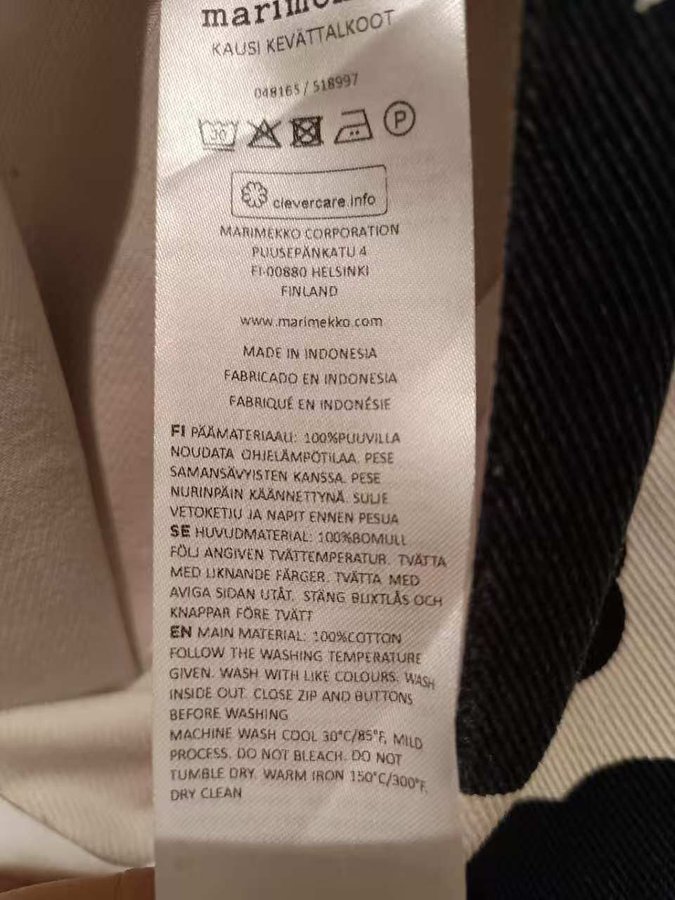 marimekko
KAUSI KEVÄTTALKOOT
048165 / 518997
30
P
clevercare.info
MARIMEKKO CORPORATION
PUUSEPÄNKATU 4
FI-00880 HELSINKI
FINLAND
www.marimekko.com
MADE IN INDONESIA
FABRICADO EN INDONESIA
FABRIQUÉ EN INDONÉSIE
FI PÄÄMATERIAALI: 100%PUUVILLA
NOUDATA OHJELÄMPÖTILAA. PESE
SAMANSÄVYISTEN KANSSA. PESE
NURINPÄIN KÄÄNNETTYNÄ. SULJE
VETOKETJU JA NAPIT ENNEN PESUA
SE HUVUDMATERIAL: 100%BOMULL
FÖLJ ANGIVEN TVÄTTEMPERATUR. TVÄTTA
MED LIKNANDE FÄRGER. TVÄTTA MED
AVIGA SIDAN UTÅT. STÄNG BLIXTLÅS OCH
KNAPPAR FÖRE TVÄTT
EN MAIN MATERIAL: 100%COTTON
FOLLOW THE WASHING TEMPERATURE
GIVEN. WASH WITH LIKE COLOURS. WASH
INSIDE OUT. CLOSE ZIP AND BUTTONS
BEFORE WASHING
MACHINE WASH COOL 30°C/85°F, MILD
PROCESS. DO NOT BLEACH. DO NOT
TUMBLE DRY. WARM IRON 150°C/300°F.
DRY CLEAN